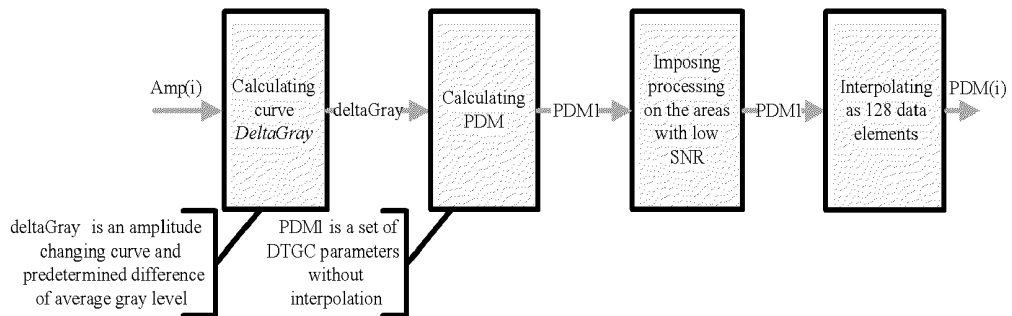 Amp(i)
Calculating
curve
DeltaGray
deltaGray
Calculating
PDM
PDM1
Imposing
processing
on the areas
with low
SNR
PDM1
Interpolating
as 128 data
elements
PDM(i)
deltaGray is an amplitude
changing curve and
predetermined difference
of average gray level
PDM1 is a set of
DTGC parameters
without
interpolation